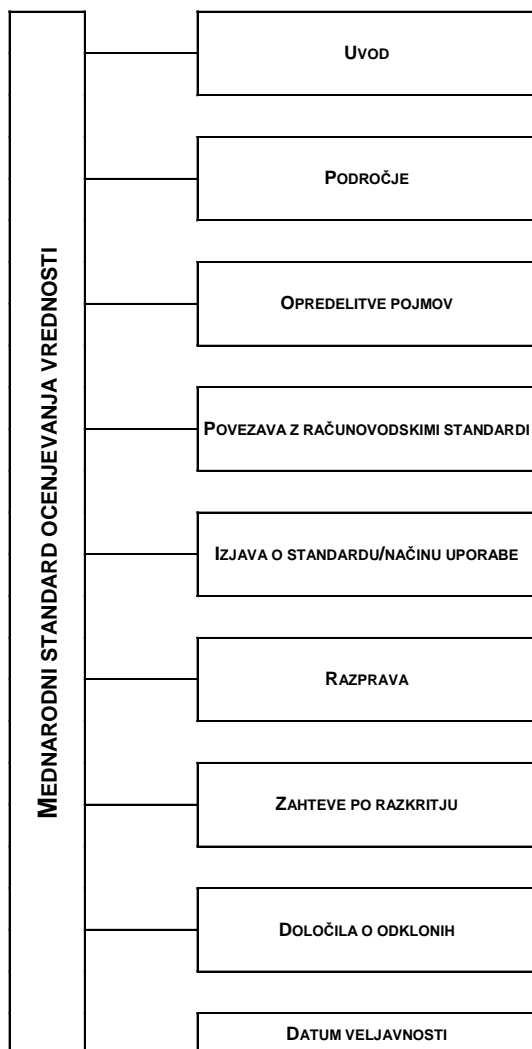 MEDNARODNI STANDARD OCENJEVANJA VREDNOSTI
UVOD
PODROČJE
OPREDELITVE POJMOV
POVEZAVA Z RAČUNOVODSKIMI STANDARDI
IZJAVA O STANDARDU/NAČINU UPORABE
RAZPRAVA
ZAHTEVE PO RAZKRITJU
DOLOČILA O ODKLONIH
DATUM VELJAVNOSTI